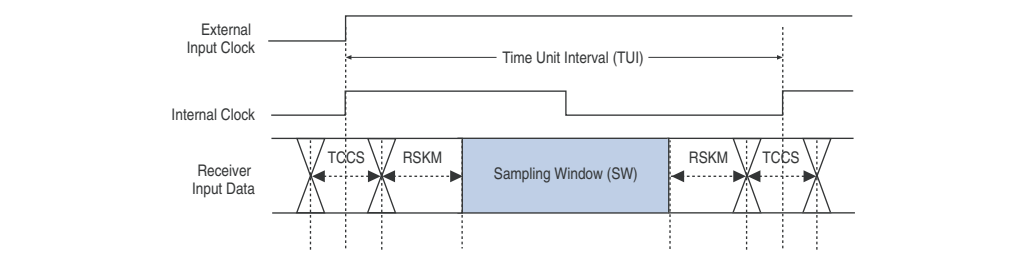 External
Input Clock
Time Unit Interval (TUI)
Internal Clock
Receiver
Input Data
TCCS
RSKM
Sampling Window (SW)
RSKM
TCCS